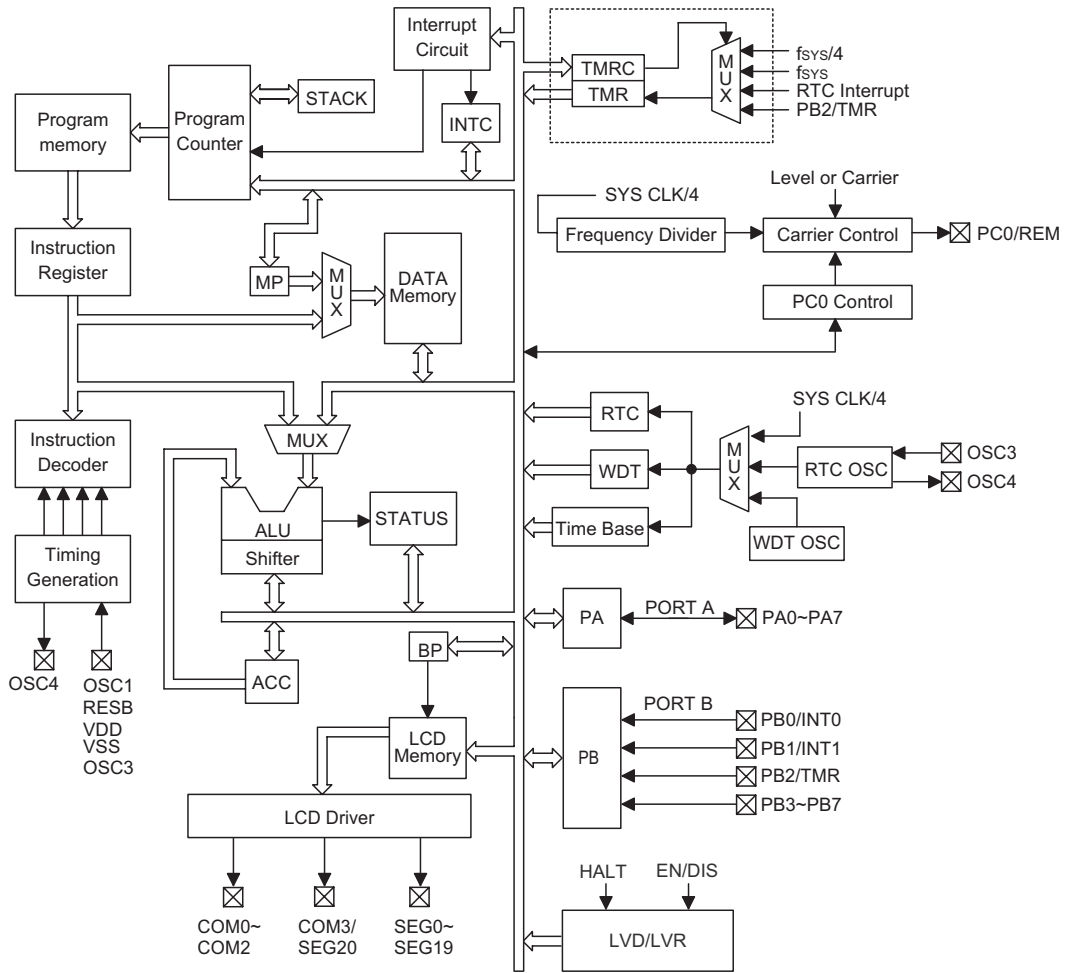 Interrupt
Circuit
STACK
Program
memory
Program
Counter
INTC
TMRC
TMR
MUX
fSYS/4
fSYS
RTC Interrupt
PB2/TMR
SYS CLK/4
Level or Carrier
Frequency Divider
Carrier Control
PC0/REM
PC0 Control
Instruction
Register
MP
MUX
DATA
Memory
MUX
Instruction
Decoder
ALU
Shifter
STATUS
Timing
Generation
OSC4
OSC1
RESB
VDD
VSS
OSC3
ACC
BP
LCD
Memory
LCD Driver
COM0~
COM2
COM3/
SEG20
SEG0~
SEG19
RTC
WDT
Time Base
MUX
SYS CLK/4
RTC OSC
OSC3
OSC4
WDT OSC
PA
PORT A
PA0~PA7
PB
PORT B
PB0/INT0
PB1/INT1
PB2/TMR
PB3~PB7
HALT
EN/DIS
LVD/LVR